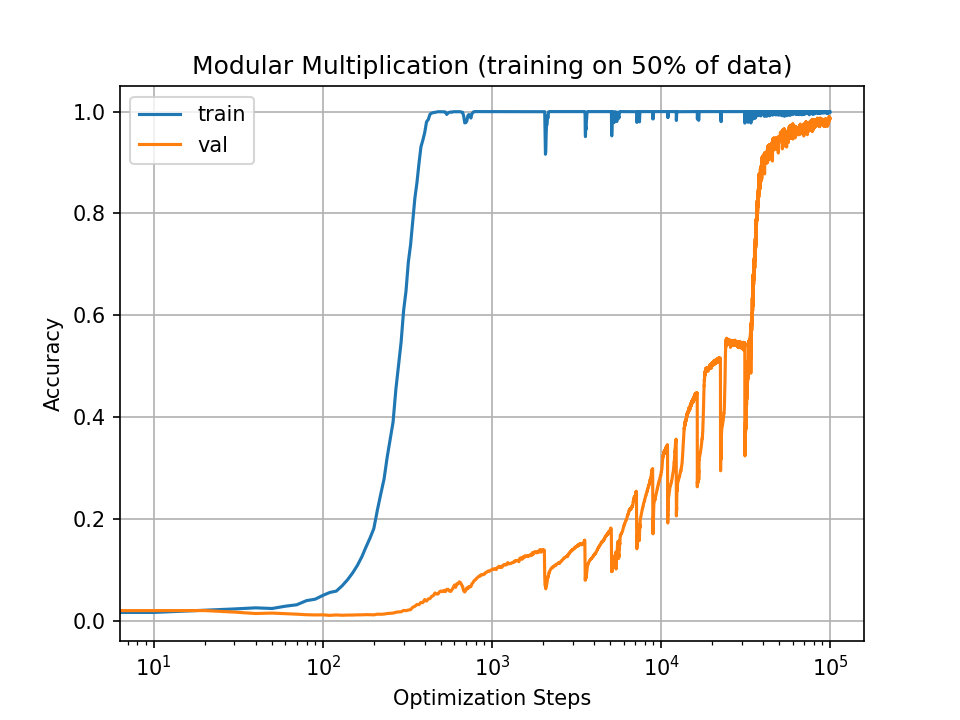 Modular Multiplication (training on 50% of data)
train
val
1.0
0.8
0.6
0.4
0.2
0.0
Accuracy
10¹
10²
10³
10⁴
10⁵
Optimization Steps